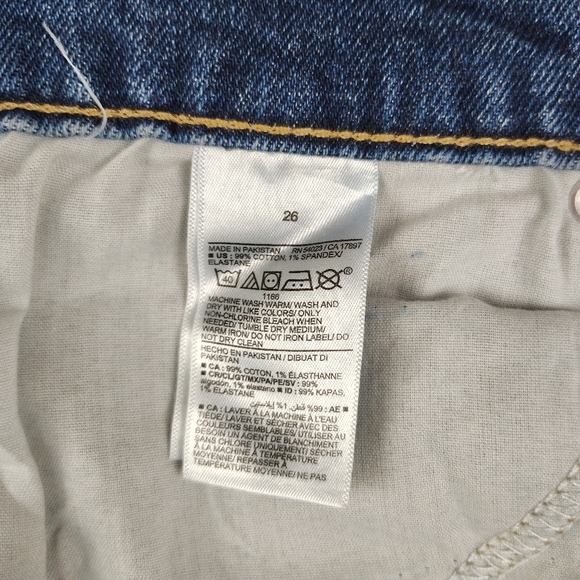 26
MADE IN PAKISTAN RN 54023 / CA 17897
■ US : 99% COTTON, 1% SPANDEX/
ELASTANE
40
1166
MACHINE WASH WARM/ WASH AND
DRY WITH LIKE COLORS/ ONLY
NON-CHLORINE BLEACH WHEN
NEEDED/ TUMBLE DRY MEDIUM/
WARM IRON/ DO NOT IRON LABEL/ DO
NOT DRY CLEAN
HECHO EN PAKISTAN / DIBUAT DI
PAKISTAN
■ CA : 99% COTON, 1% ÉLASTHANNE
■ CR/CL/GT/MX/PA/PE/SV : 99%
algodón, 1% elastano ■ ID : 99% KAPAS,
1% ELASTANE
■ AE : 99% قطن, 1% إيلاستين
■ CA : LAVER À LA MACHINE À L'EAU
TIÈDE/ LAVER ET SÉCHER AVEC DES
COULEURS SEMBLABLES/ UTILISER AU
BESOIN UN AGENT DE BLANCHIMENT
SANS CHLORE UNIQUEMENT/ SÉCHER
À LA MACHINE À TEMPÉRATURE
MOYENNE/ REPASSER À
TEMPÉRATURE MOYENNE/ NE PAS